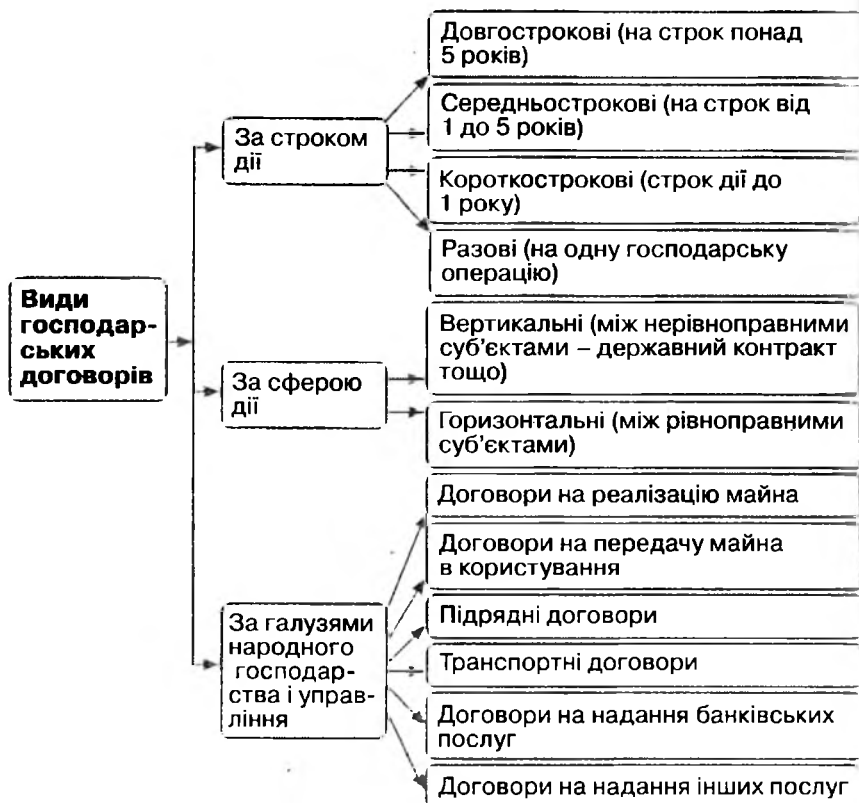 Види
господар-
ських
договорів
За строком
дії
Довгострокові (на строк понад
5 років)
Середньострокові (на строк від
1 до 5 років)
Короткострокові (строк дії до
1 року)
Разові (на одну господарську
операцію)
За сферою
дії
Вертикальні (між нерівноправними
суб’єктами – державний контракт
тощо)
Горизонтальні (між рівноправними
суб’єктами)
За галузями
народного
господар-
ства і управ-
ління
Договори на реалізацію майна
Договори на передачу майна
в користування
Підрядні договори
Транспортні договори
Договори на надання банківських
послуг
Договори на надання інших послуг